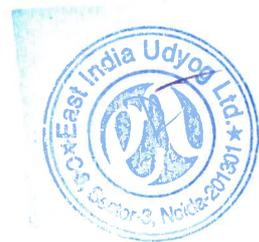 ★East India Udyog Ltd.★
Sector-3, Noida-201301